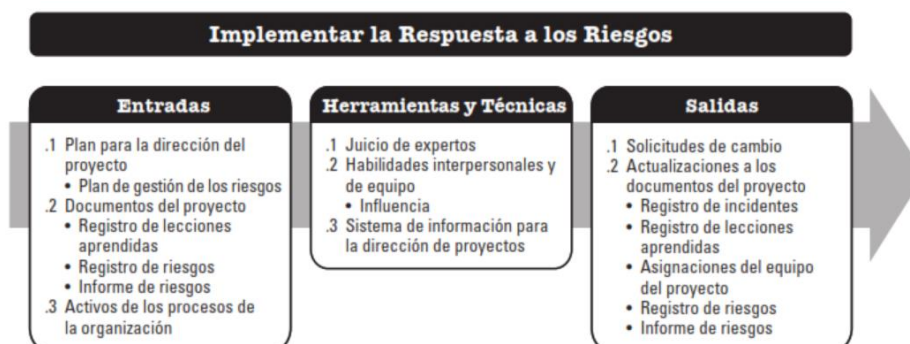 Implementar la Respuesta a los Riesgos
Entradas
.1 Plan para la dirección del
proyecto
• Plan de gestión de los riesgos
.2 Documentos del proyecto
• Registro de lecciones
aprendidas
• Registro de riesgos
• Informe de riesgos
.3 Activos de los procesos de
la organización
Herramientas y Técnicas
.1 Juicio de expertos
.2 Habilidades interpersonales y
de equipo
• Influencia
.3 Sistema de información para
la dirección de proyectos
Salidas
.1 Solicitudes de cambio
.2 Actualizaciones a los
documentos del proyecto
• Registro de incidentes
• Registro de lecciones
aprendidas
• Asignaciones del equipo
del proyecto
• Registro de riesgos
• Informe de riesgos